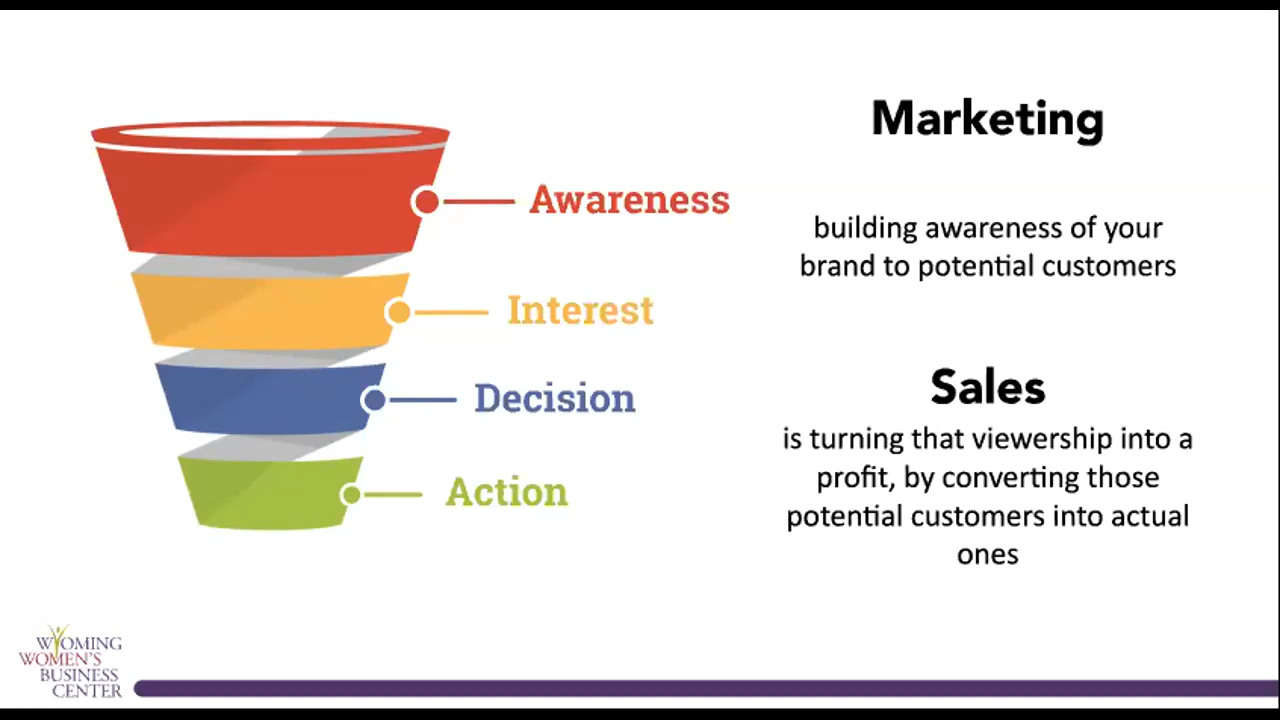 Awareness
Interest
Decision
Action
Marketing
building awareness of your
brand to potential customers
Sales
is turning that viewership into a
profit, by converting those
potential customers into actual
ones
WYOMING
WOMEN'S
BUSINESS
CENTER